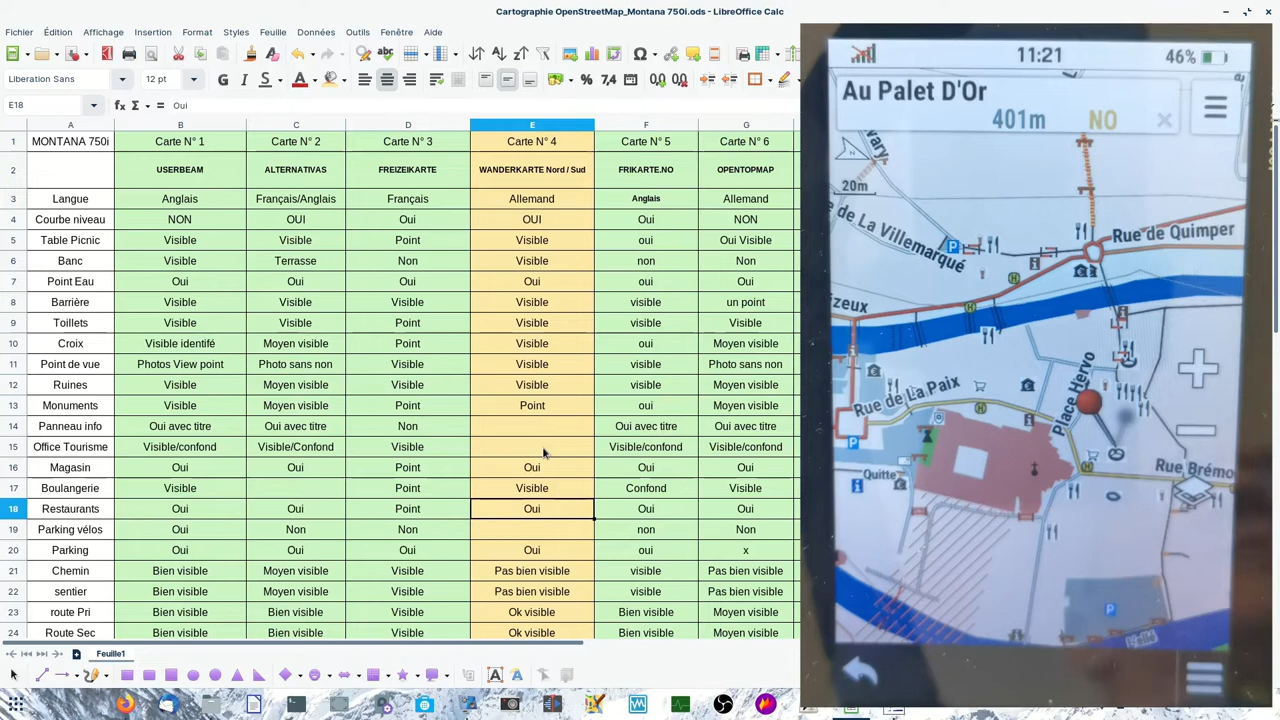 Cartographie OpenStreetMap_Montana 750i.ods - LibreOffice Calc
Fichier Édition Affichage Insertion Format Styles Feuille Données Outils Fenêtre Aide
Liberation Sans 12 pt
E18 Oui
A B C D E F G
1 MONTANA 750i Carte N° 1 Carte N° 2 Carte N° 3 Carte N° 4 Carte N° 5 Carte N° 6
2 USERBEAM ALTERNATIVAS FREIZEIKARTE WANDERKARTE Nord / Sud FRIKARTE.NO OPENTOPMAP
3 Langue Anglais Français/Anglais Français Allemand Anglais Allemand
4 Courbe niveau NON OUI Oui OUI Oui NON
5 Table Picnic Visible Visible Point Visible oui Oui Visible
6 Banc Visible Terrasse Non Visible non Non
7 Point Eau Oui Oui Oui Oui oui Oui
8 Barrière Visible Visible Visible Visible visible un point
9 Toillets Visible Visible Point Visible visible Visible
10 Croix Visible identifé Moyen visible Point Visible oui Moyen visible
11 Point de vue Photos View point Photo sans non Visible Visible visible Photo sans non
12 Ruines Visible Moyen visible Visible Visible visible Moyen visible
13 Monuments Visible Moyen visible Point Point oui Moyen visible
14 Panneau info Oui avec titre Oui avec titre Non Oui avec titre Oui avec titre
15 Office Tourisme Visible/confond Visible/Confond Visible Visible/confond Visible/confond
16 Magasin Oui Oui Point Oui Oui Oui
17 Boulangerie Visible Point Visible Confond Visible
18 Restaurants Oui Oui Point Oui Oui Oui
19 Parking vélos Oui Non Non non Non
20 Parking Oui Oui Oui Oui oui x
21 Chemin Bien visible Moyen visible Visible Pas bien visible visible Pas bien visible
22 sentier Bien visible Moyen visible Visible Pas bien visible visible Pas bien visible
23 route Pri Bien visible Bien visible Visible Ok visible Bien visible Moyen visible
24 Route Sec Bien visible Bien visible Visible Ok visible Bien visible Moyen visible
Feuille1
11:21 46%
Au Palet D'Or
401m NO
20m
de La Villemarqué
Rue de Quimper
Rue de La Paix
Place Hervo
Quitte
Rue Brémo